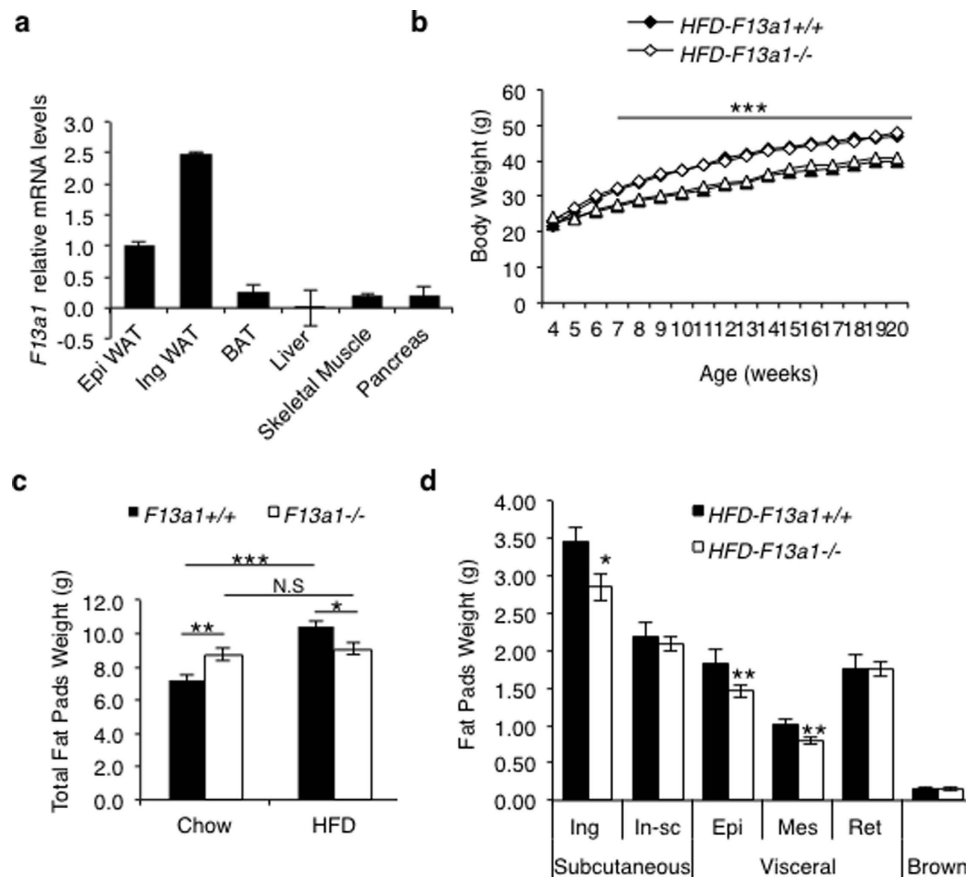 a
F13a1 relative mRNA levels
3.0
2.5
2.0
1.5
1.0
0.5
0.0
-0.5
Epi WAT
Ing WAT
BAT
Liver
Skeletal Muscle
Pancreas
b
HFD-F13a1+/+
HFD-F13a1-/-
Body Weight (g)
60
50
40
30
20
10
0
***
4 5 6 7 8 9 10 11 12 13 14 15 16 17 18 19 20
Age (weeks)
c
F13a1+/+ F13a1-/-
Total Fat Pads Weight (g)
12.0
10.0
8.0
6.0
4.0
2.0
0.0
***
N.S
**
*
Chow HFD
d
HFD-F13a1+/+
HFD-F13a1-/-
Fat Pads Weight (g)
4.00
3.50
3.00
2.50
2.00
1.50
1.00
0.50
0.00
*
**
**
Ing In-sc Epi Mes Ret
Subcutaneous Visceral Brown